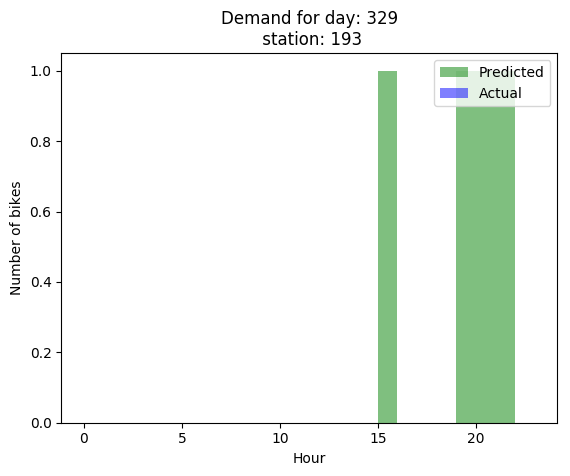 Demand for day: 329
station: 193
Predicted
Actual
Number of bikes
1.0
0.8
0.6
0.4
0.2
0.0
0 5 10 15 20
Hour